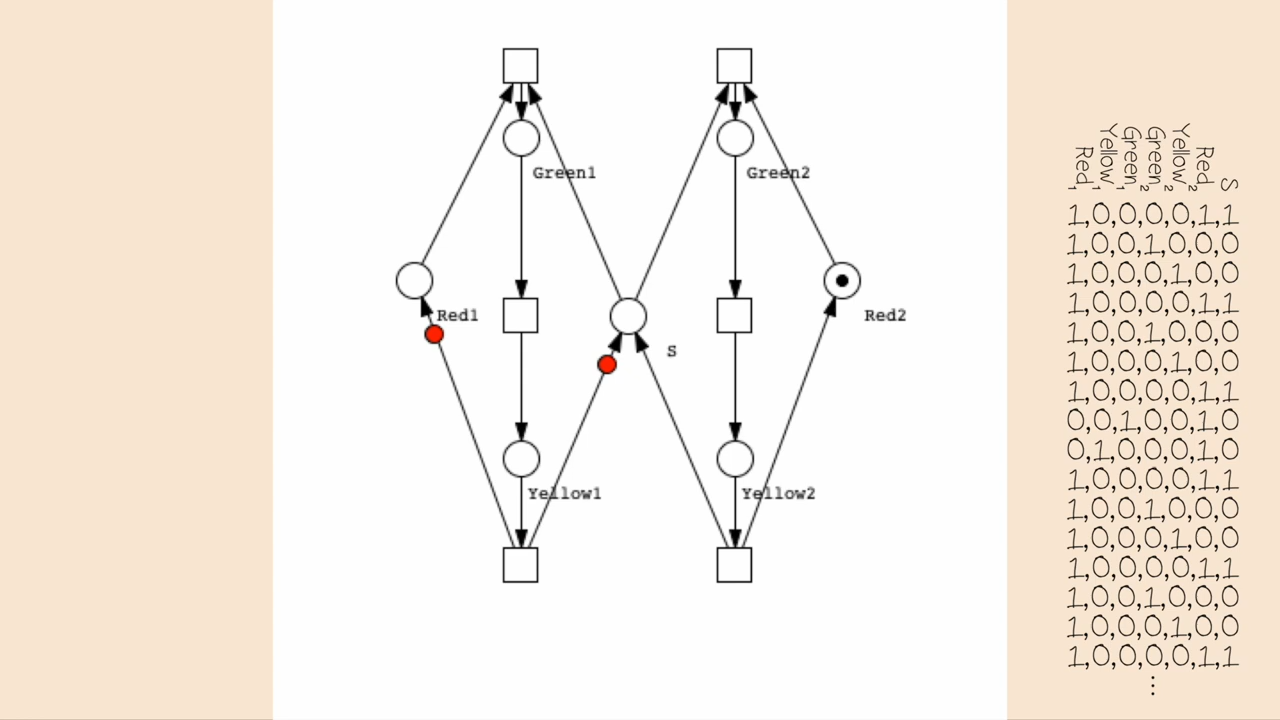 Green1
Green2
Red1
S
Red2
Yellow1
Yellow2
Red₁
Yellow₁
Green₁
Green₂
Yellow₂
Red₂
S
1,0,0,0,0,1,1
1,0,0,1,0,0,0
1,0,0,0,1,0,0
1,0,0,0,0,1,1
1,0,0,1,0,0,0
1,0,0,0,1,0,0
1,0,0,0,0,1,1
0,0,1,0,0,1,0
0,1,0,0,0,1,0
1,0,0,0,0,1,1
1,0,0,1,0,0,0
1,0,0,0,1,0,0
1,0,0,0,0,1,1
1,0,0,1,0,0,0
1,0,0,0,1,0,0
1,0,0,0,0,1,1
⋮